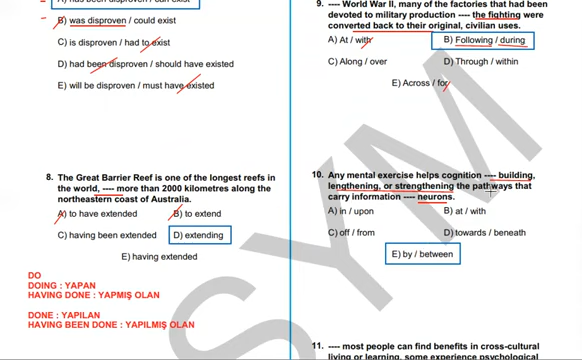 A) has been disproven / can exist
B) was disproven / could exist
C) is disproven / had to exist
D) had been disproven / should have existed
E) will be disproven / must have existed
8. The Great Barrier Reef is one of the longest reefs in
the world, ---- more than 2000 kilometres along the
northeastern coast of Australia.
A) to have extended
B) to extend
C) having been extended
D) extending
E) having extended
DO
DOING : YAPAN
HAVING DONE : YAPMIŞ OLAN
DONE : YAPILAN
HAVING BEEN DONE : YAPILMIŞ OLAN
9. ---- World War II, many of the factories that had been
devoted to military production ---- the fighting were
converted back to their original, civilian uses.
A) At / with
B) Following / during
C) Along / over
D) Through / within
E) Across / for
10. Any mental exercise helps cognition ---- building,
lengthening, or strengthening the pathways that
carry information ---- neurons.
A) in / upon
B) at / with
C) off / from
D) towards / beneath
E) by / between
11. ---- most people can find benefits in cross-cultural
living or learning, some experience psychological
SYM